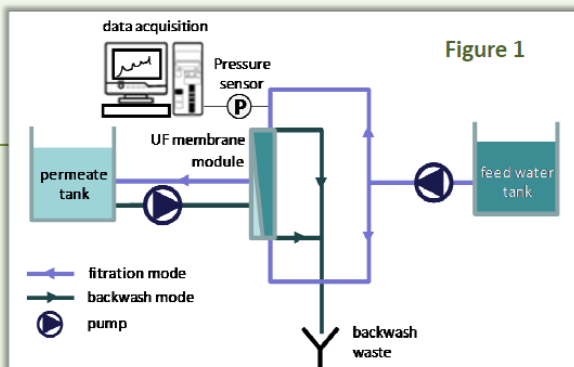 data acquisition
Figure 1
Pressure
sensor
P
UF membrane
module
permeate
tank
feed water
tank
fitration mode
backwash mode
pump
backwash
waste